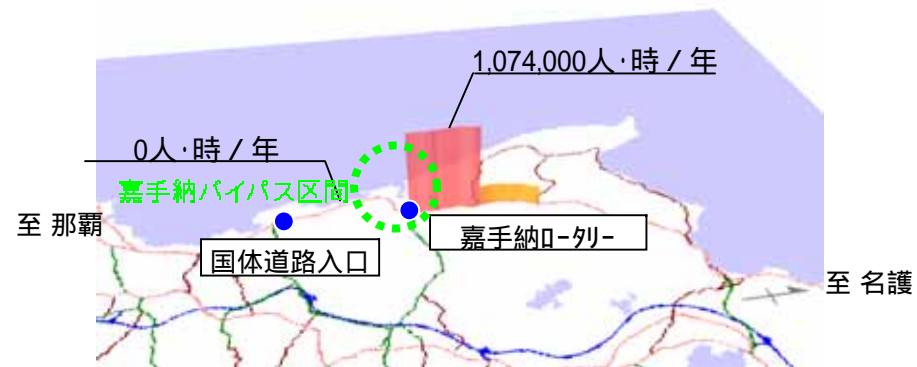 1,074,000人･時／年
0人･時／年
嘉手納バイパス区間
至 那覇
嘉手納ロータリー
国体道路入口
至 名護